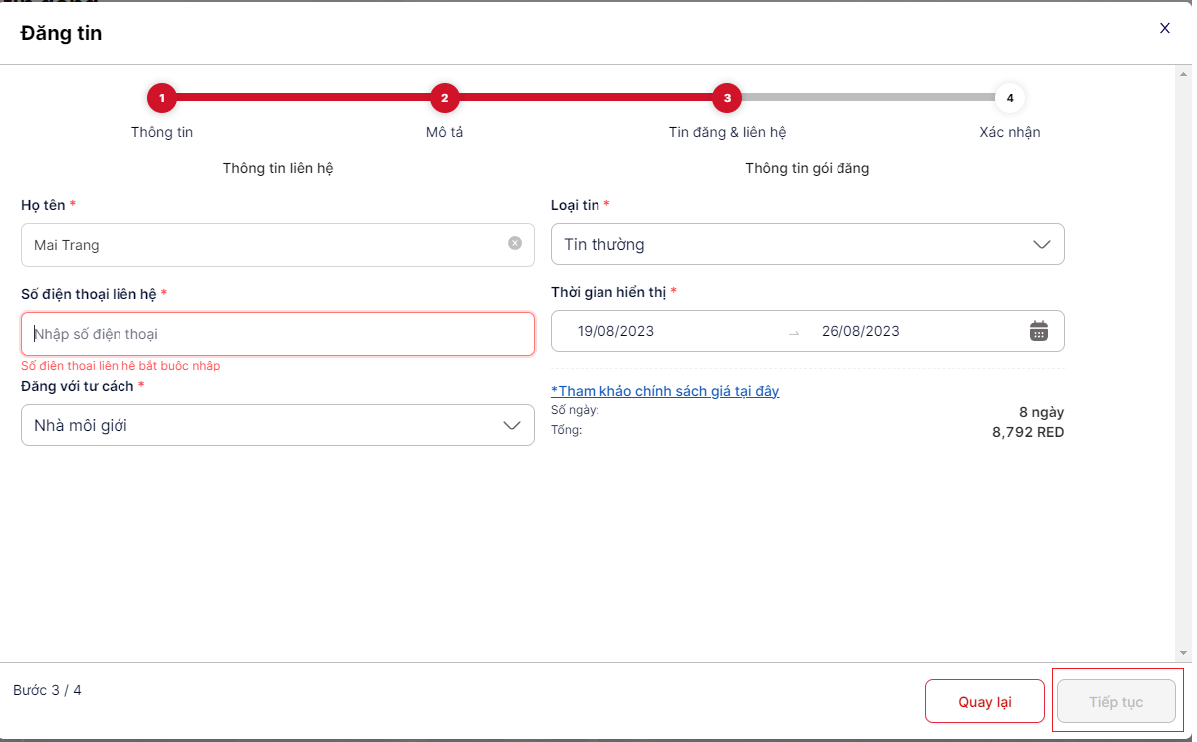 Đăng tin
X
1
2
3
4
Thông tin
Mô tả
Tin đăng & liên hệ
Xác nhận
Thông tin liên hệ
Họ tên *
Mai Trang
Số điện thoại liên hệ *
Nhập số điện thoại
Số điện thoại liên hệ bắt buộc nhập
Đăng với tư cách *
Nhà môi giới
Thông tin gói đăng
Loại tin *
Tin thường
Thời gian hiển thị *
19/08/2023 → 26/08/2023
*Tham khảo chính sách giá tại đây
Số ngày: 8 ngày
Tổng: 8,792 RED
Bước 3 / 4
Quay lại
Tiếp tục